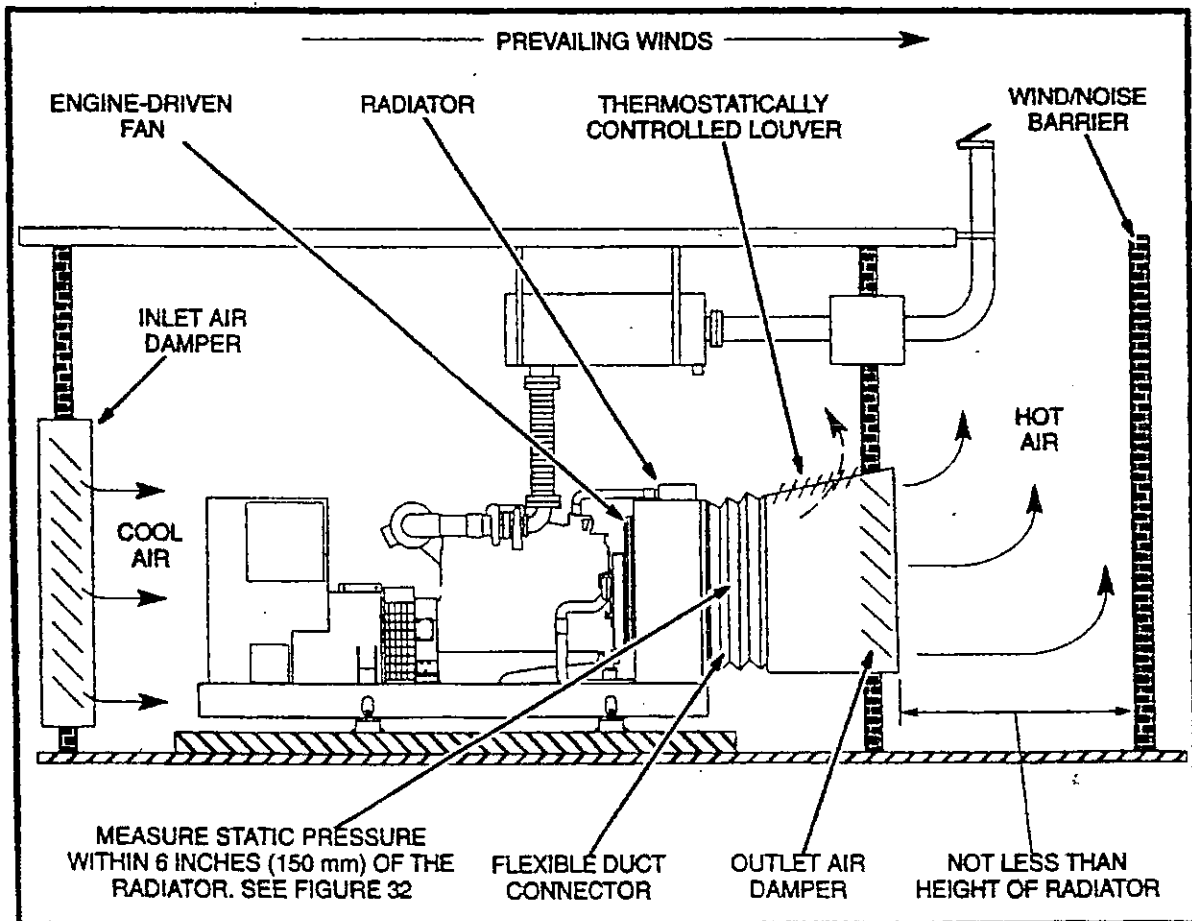 PREVAILING WINDS
ENGINE-DRIVEN
FAN
RADIATOR
THERMOSTATICALLY
CONTROLLED LOUVER
WIND/NOISE
BARRIER
INLET AIR
DAMPER
HOT
AIR
COOL
AIR
MEASURE STATIC PRESSURE
WITHIN 6 INCHES (150 mm) OF THE
RADIATOR. SEE FIGURE 32
FLEXIBLE DUCT
CONNECTOR
OUTLET AIR
DAMPER
NOT LESS THAN
HEIGHT OF RADIATOR